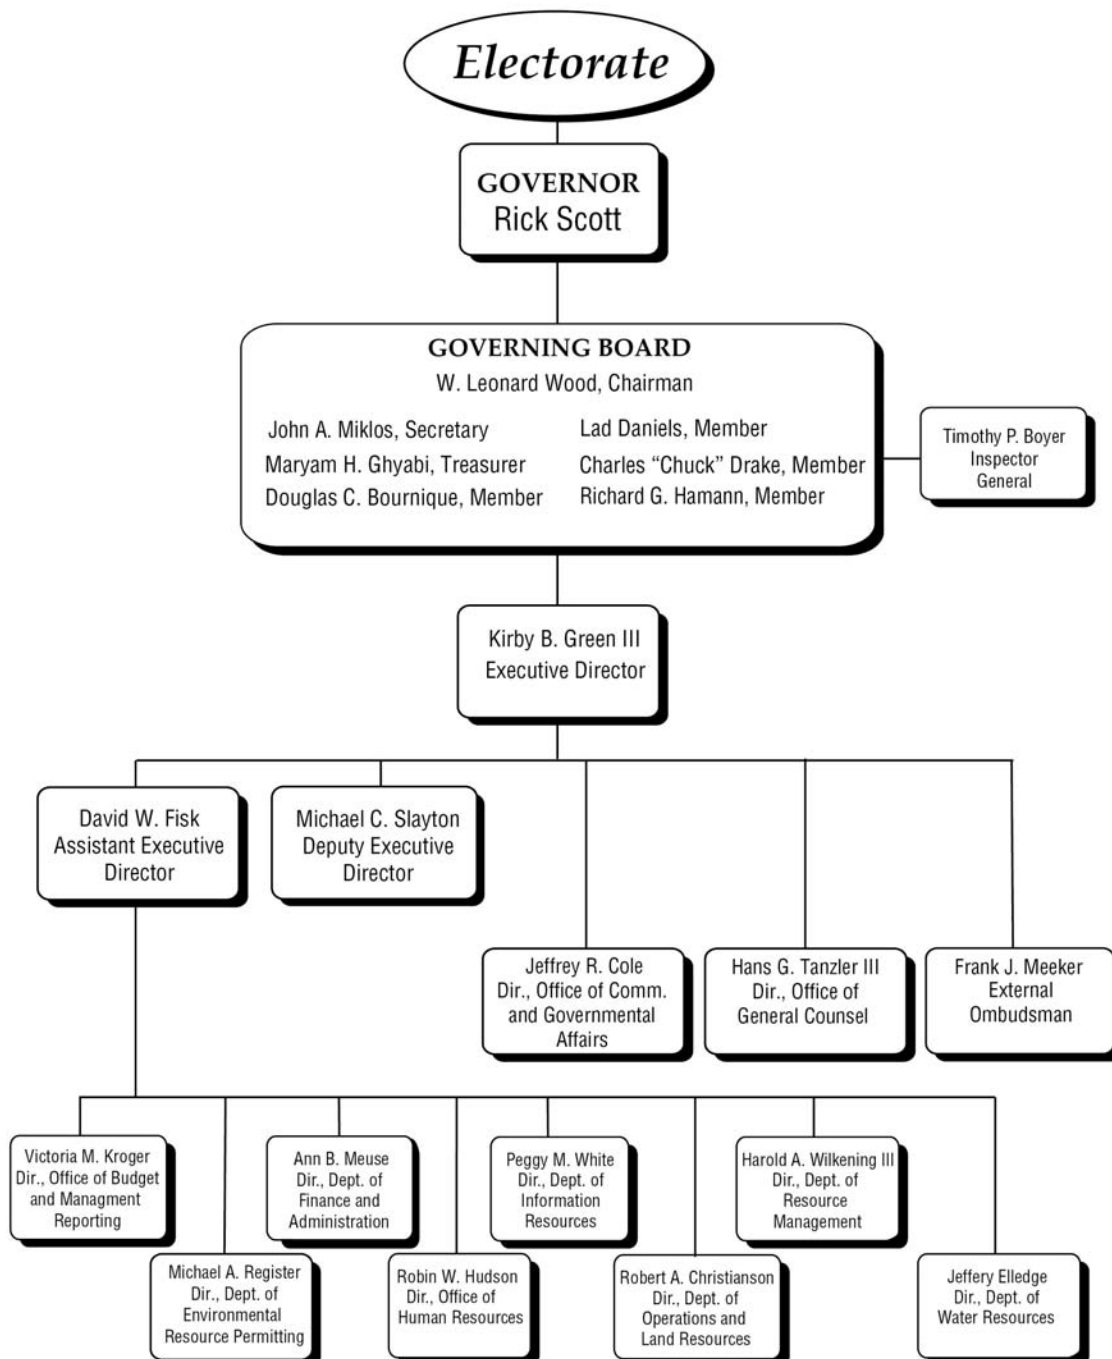 Electorate
GOVERNOR
Rick Scott
GOVERNING BOARD
W. Leonard Wood, Chairman
John A. Miklos, Secretary
Maryam H. Ghyabi, Treasurer
Douglas C. Bournique, Member
Lad Daniels, Member
Charles “Chuck” Drake, Member
Richard G. Hamann, Member
Timothy P. Boyer
Inspector
General
Kirby B. Green III
Executive Director
David W. Fisk
Assistant Executive
Director
Michael C. Slayton
Deputy Executive
Director
Jeffrey R. Cole
Dir., Office of Comm.
and Governmental
Affairs
Hans G. Tanzler III
Dir., Office of
General Counsel
Frank J. Meeker
External
Ombudsman
Victoria M. Kroger
Dir., Office of Budget
and Managment
Reporting
Michael A. Register
Dir., Dept. of
Environmental
Resource Permitting
Ann B. Meuse
Dir., Dept. of
Finance and
Administration
Robin W. Hudson
Dir., Office of
Human Resources
Peggy M. White
Dir., Dept. of
Information
Resources
Robert A. Christianson
Dir., Dept. of
Operations and
Land Resources
Harold A. Wilkening III
Dir., Dept. of
Resource
Management
Jeffery Elledge
Dir., Dept. of
Water Resources